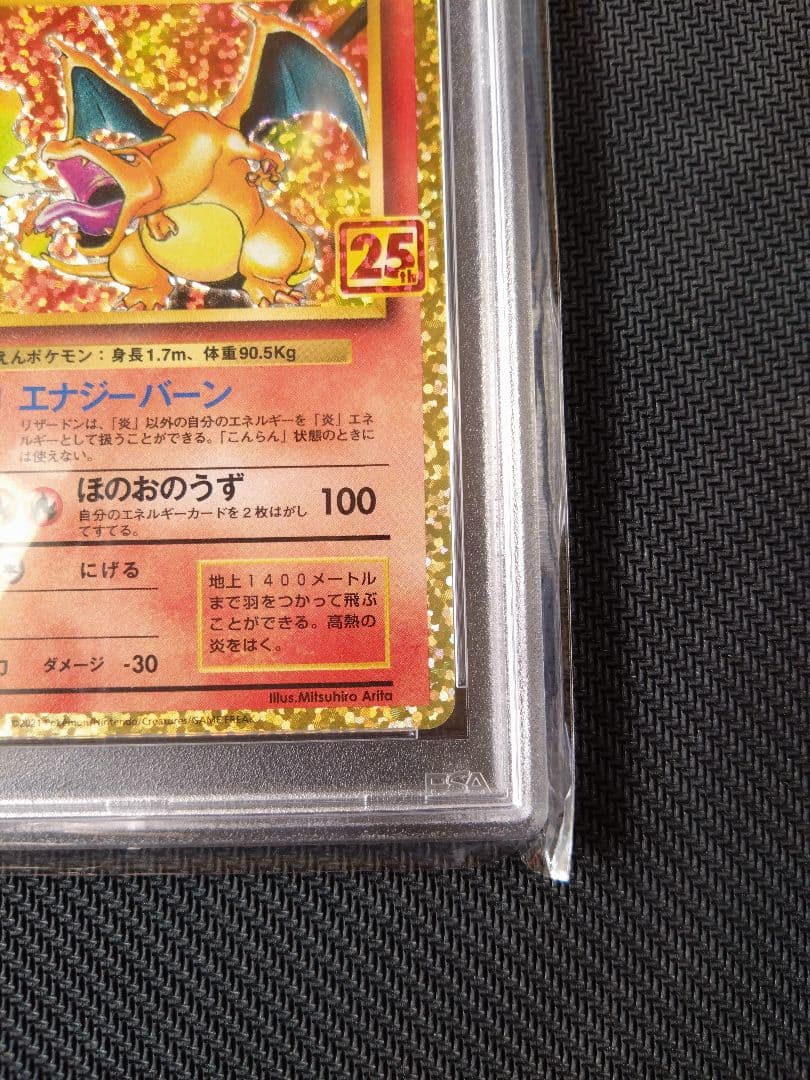 25th
えんポケモン：身長1.7m、体重90.5Kg
エナジーバーン
リザードンは、「炎」以外の自分のエネルギーを「炎」エネ
ルギーとして扱うことができる。「こんらん」状態のときに
は使えない。
ほのおのうず 100
自分のエネルギーカードを2枚はがし
てすてる。
にげる
地上1400メートル
まで羽をつかって飛ぶ
ことができる。高熱の
炎をはく。
力 ダメージ -30
Illus.Mitsuhiro Arita
©2021 Pokémon/Nintendo/Creatures/GAME FREAK